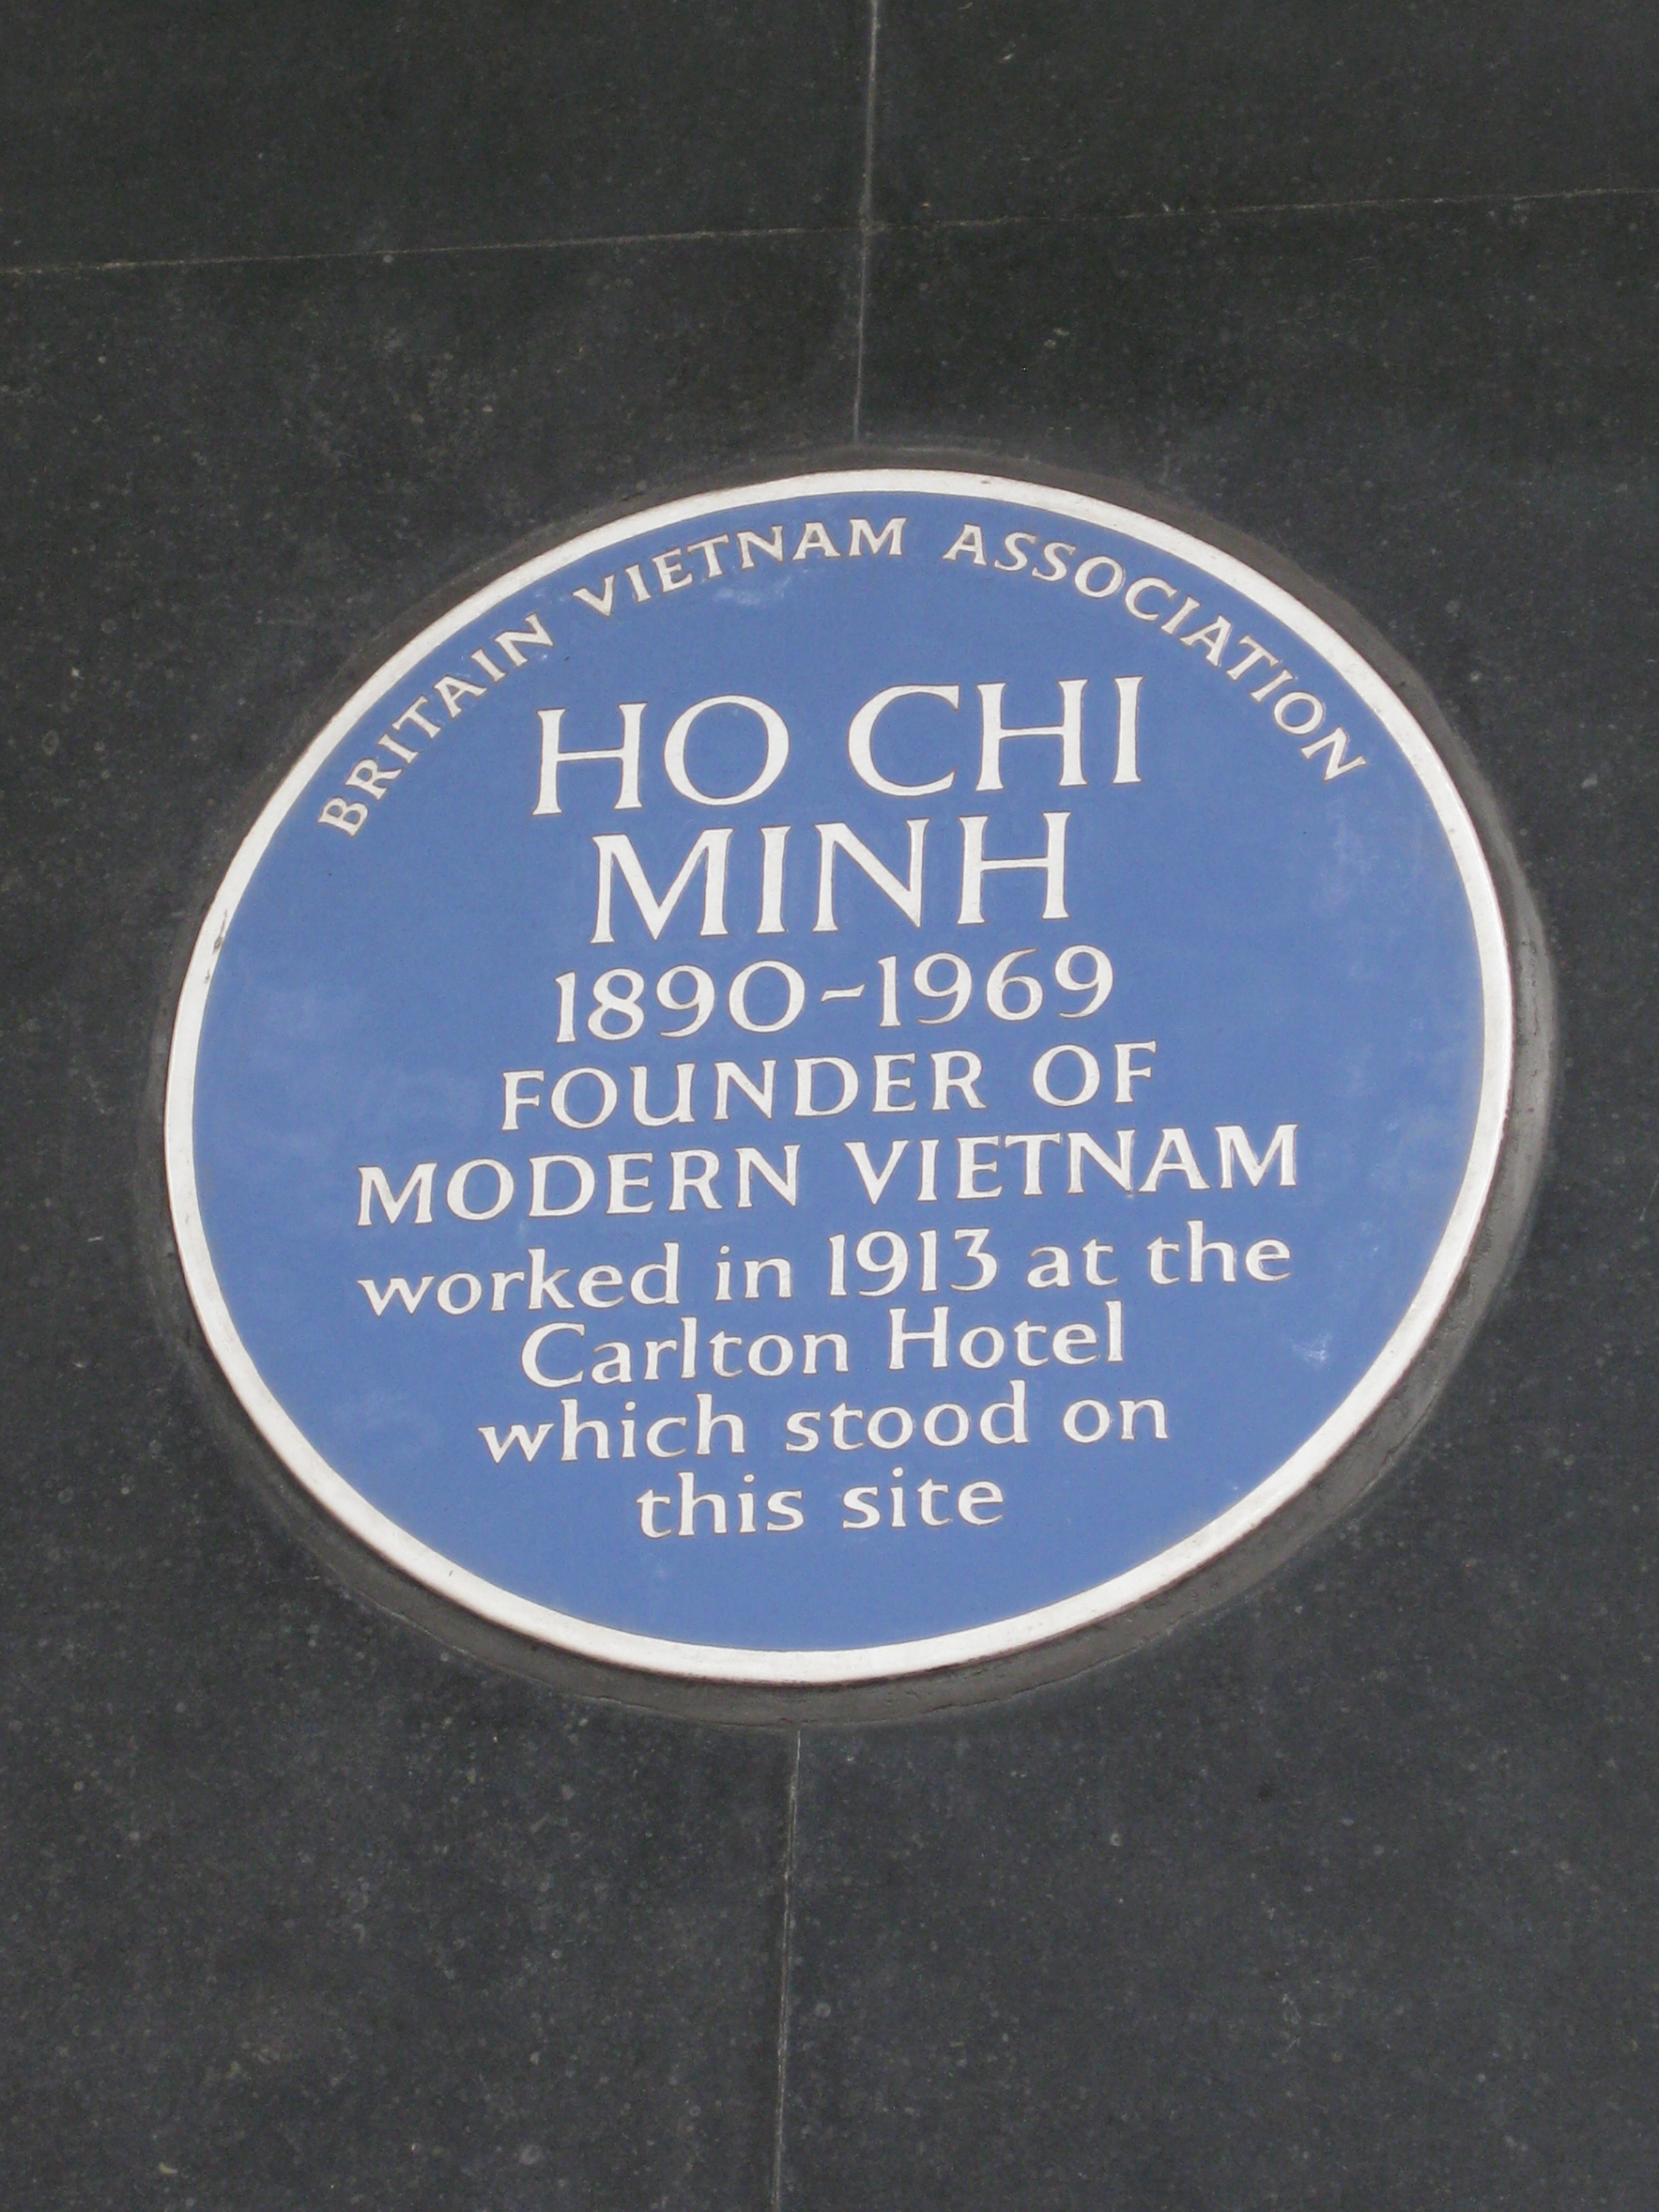 BRITAIN VIETNAM ASSOCIATION
HO CHI
MINH
1890-1969
FOUNDER OF
MODERN VIETNAM
worked in 1913 at the
Carlton Hotel
which stood on
this site